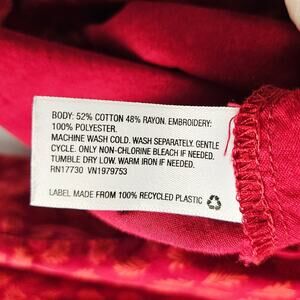 BODY: 52% COTTON 48% RAYON. EMBROIDERY:
100% POLYESTER.
MACHINE WASH COLD. WASH SEPARATELY. GENTLE
CYCLE. ONLY NON-CHLORINE BLEACH IF NEEDED.
TUMBLE DRY LOW. WARM IRON IF NEEDED.
RN17730 VN1979753
LABEL MADE FROM 100% RECYCLED PLASTIC